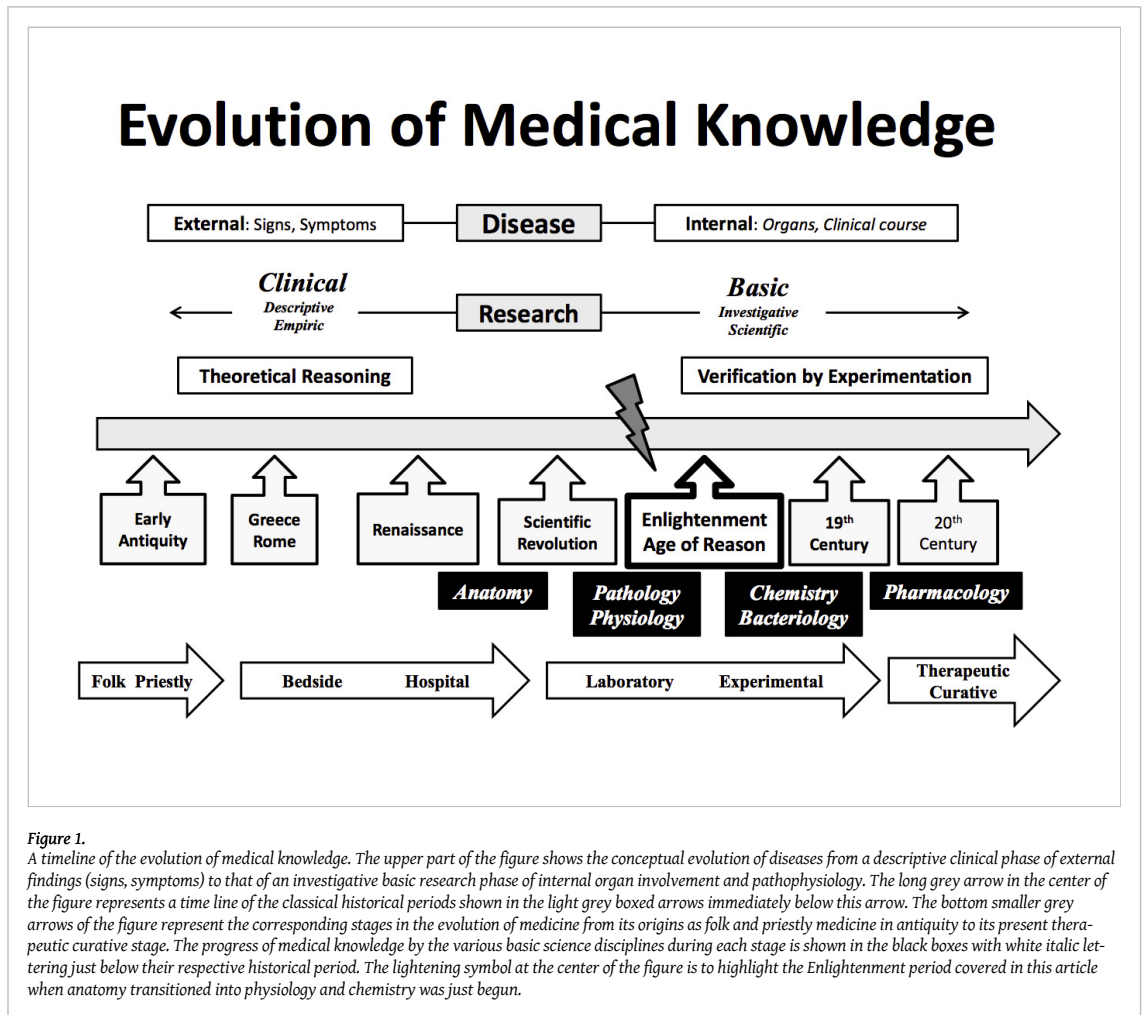 Evolution of Medical Knowledge
External: Signs, Symptoms
Disease
Internal: Organs, Clinical course
Clinical
Descriptive
Empiric
Research
Basic
Investigative
Scientific
Theoretical Reasoning
Verification by Experimentation
Early
Antiquity
Greece
Rome
Renaissance
Scientific
Revolution
Enlightenment
Age of Reason
19th
Century
20th
Century
Anatomy
Pathology
Physiology
Chemistry
Bacteriology
Pharmacology
Folk Priestly
Bedside Hospital
Laboratory Experimental
Therapeutic
Curative
Figure 1.
A timeline of the evolution of medical knowledge. The upper part of the figure shows the conceptual evolution of diseases from a descriptive clinical phase of external
findings (signs, symptoms) to that of an investigative basic research phase of internal organ involvement and pathophysiology. The long grey arrow in the center of
the figure represents a time line of the classical historical periods shown in the light grey boxed arrows immediately below this arrow. The bottom smaller grey
arrows of the figure represent the corresponding stages in the evolution of medicine from its origins as folk and priestly medicine in antiquity to its present thera-
peutic curative stage. The progress of medical knowledge by the various basic science disciplines during each stage is shown in the black boxes with white italic let-
tering just below their respective historical period. The lightening symbol at the center of the figure is to highlight the Enlightenment period covered in this article
when anatomy transitioned into physiology and chemistry was just begun.